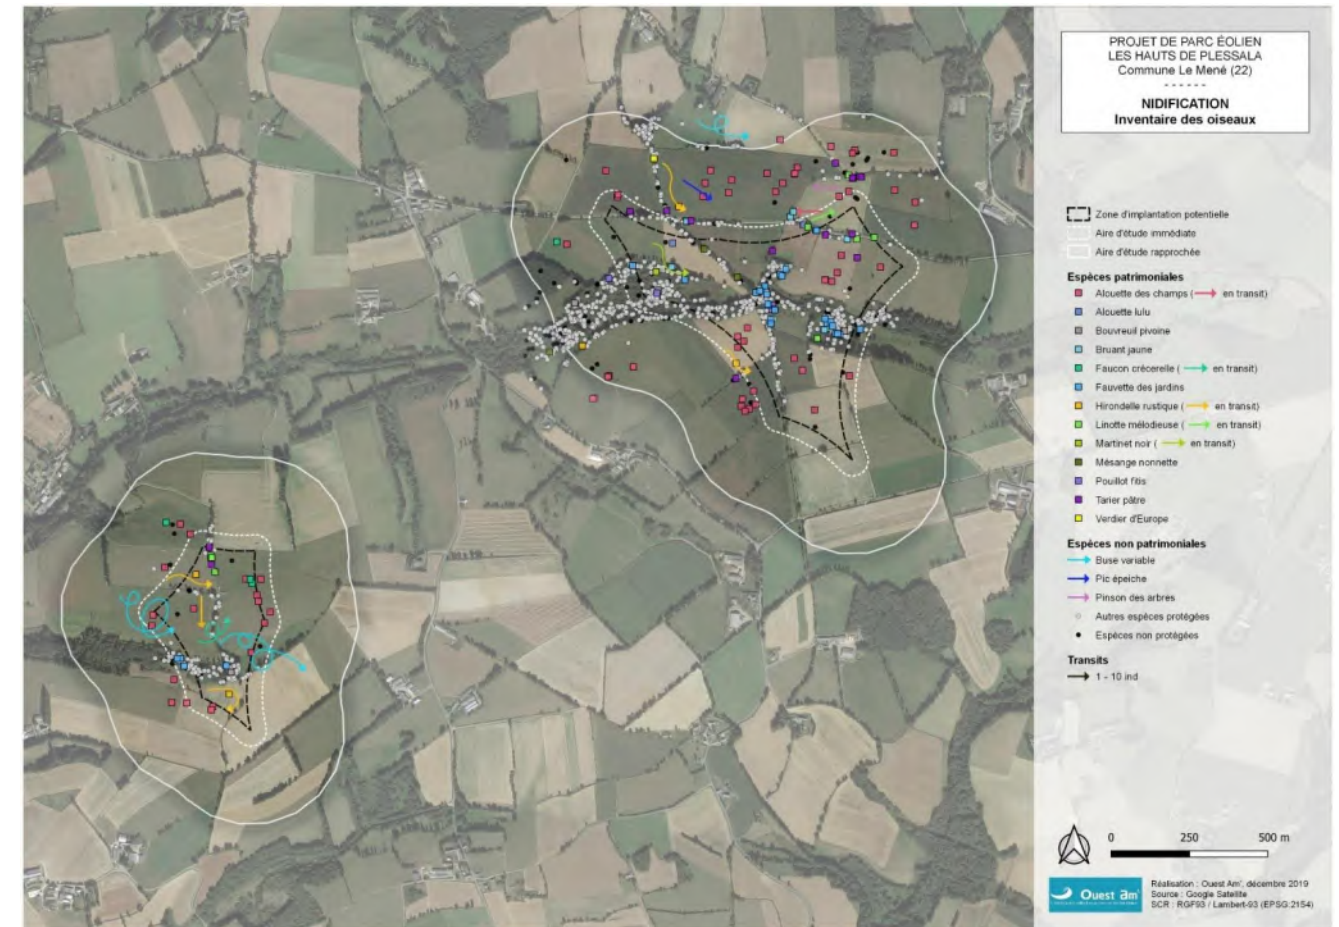 PROJET DE PARC ÉOLIEN
LES HAUTS DE PLESSALA
Commune Le Mené (22)
- - - - - -
NIDIFICATION
Inventaire des oiseaux
Zone d'implantation potentielle
Aire d'étude immédiate
Aire d'étude rapprochée
Espèces patrimoniales
Alouette des champs ( en transit)
Alouette lulu
Bouvreuil pivoine
Bruant jaune
Faucon crécerelle ( en transit)
Fauvette des jardins
Hirondelle rustique ( en transit)
Linotte mélodieuse ( en transit)
Martinet noir ( en transit)
Mésange nonnette
Pouillot fitis
Tarier pâtre
Verdier d'Europe
Espèces non patrimoniales
Buse variable
Pic épeiche
Pinson des arbres
Autres espèces protégées
Espèces non protégées
Transits
1 - 10 ind
0 250 500 m
Ouest am'
Réalisation : Ouest Am', décembre 2019
Source : Google Satellite
SCR : RGF93 / Lambert-93 (EPSG:2154)